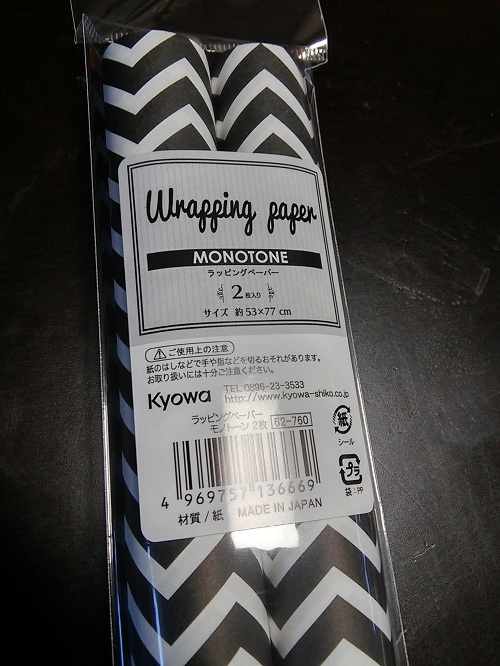 Wrapping paper
MONOTONE
ラッピングペーパー
2枚入り
サイズ 約53×77 cm
ご使用上の注意
紙のはしなどで手や指などを切るおそれがあります。
お取り扱いには十分ご注意ください。
Kyowa
TEL 0896-23-3533
http://www.kyowa-shiko.co.jp
ラッピングペーパー
モノトーン 2枚 62-760
紙
シール
プラ
袋:PP
4 969757 136669
材質/紙 MADE IN JAPAN